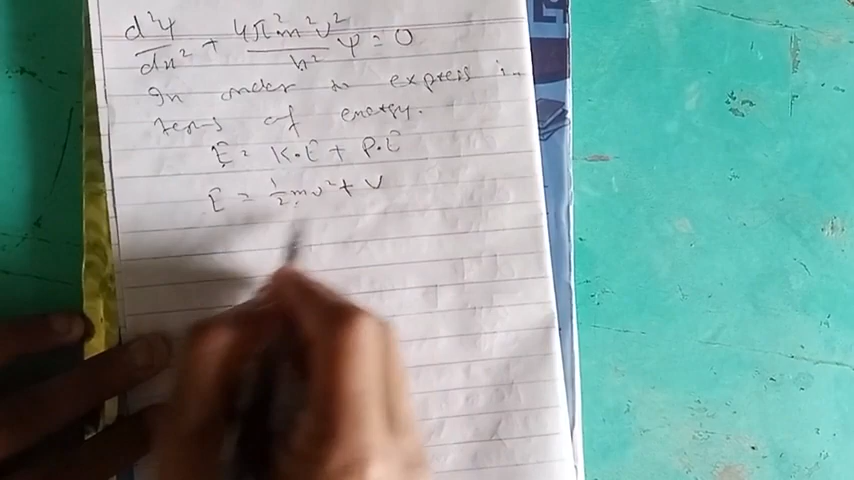 d²ψ/dx² + 4π²m²v²/h² ψ = 0
In order to express in
terms of energy.
E = K.E + P.E
E = ½mv² + V